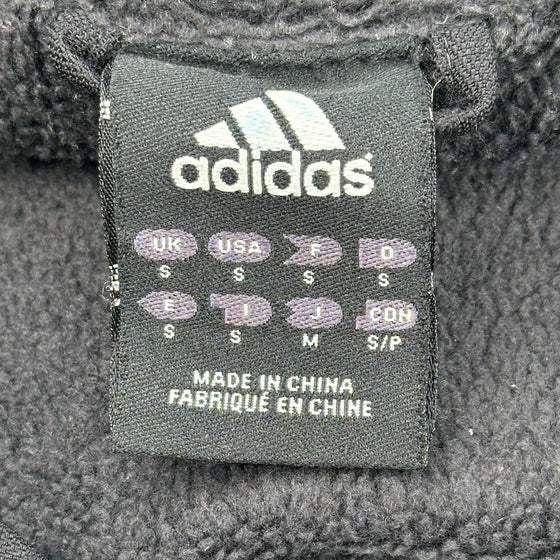 adidas
UK USA F D
S S S S
E I J CDN
S S M S/P
MADE IN CHINA
FABRIQUÉ EN CHINE